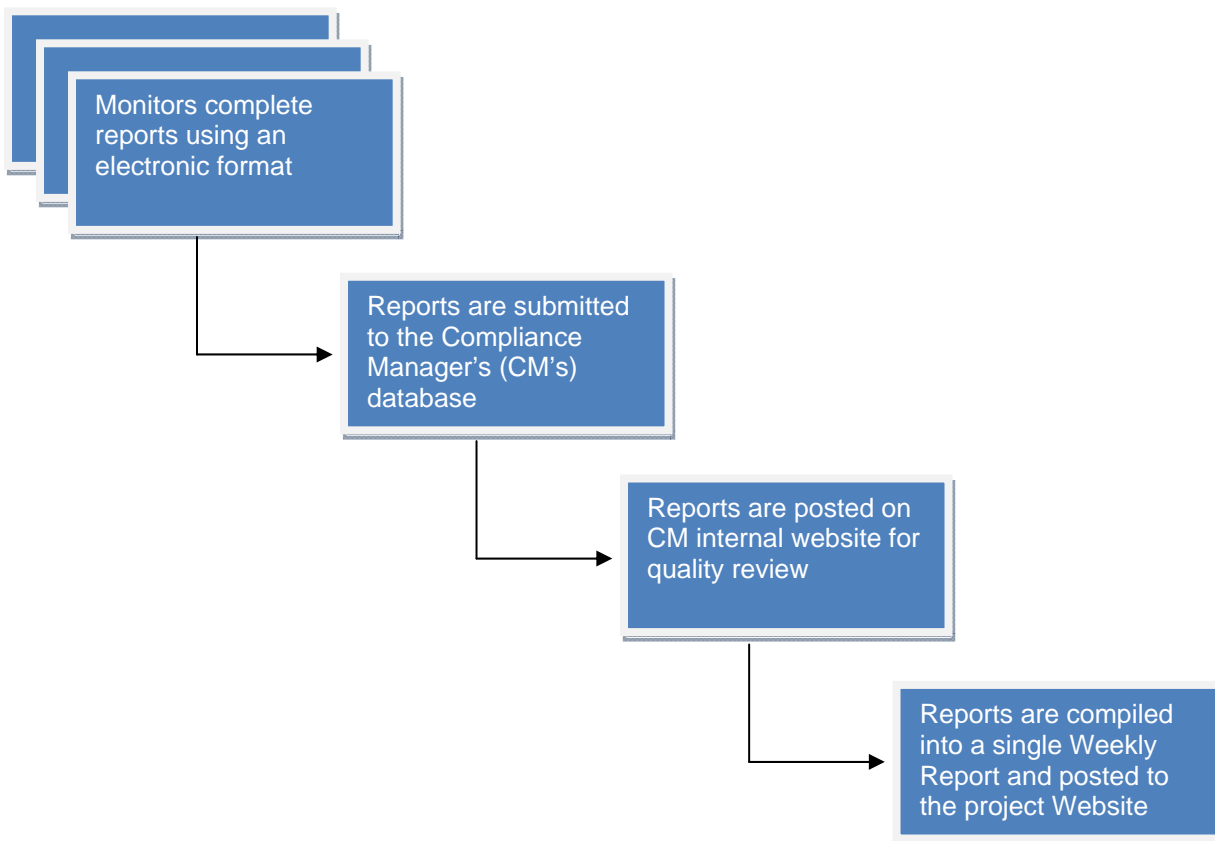 Monitors complete
reports using an
electronic format
Reports are submitted
to the Compliance
Manager’s (CM’s)
database
Reports are posted on
CM internal website for
quality review
Reports are compiled
into a single Weekly
Report and posted to
the project Website